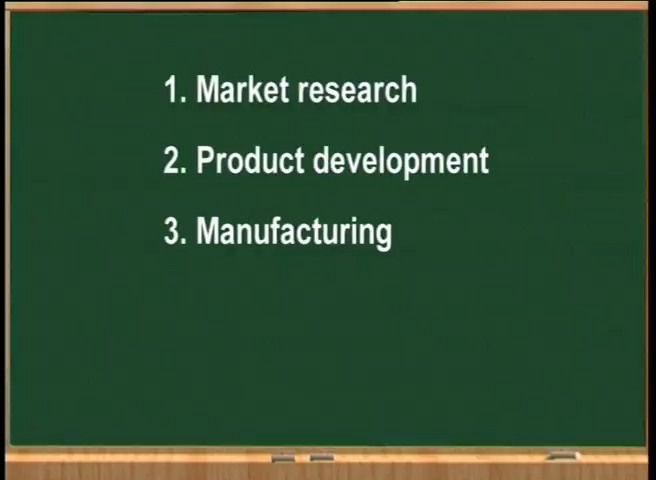 1. Market research
2. Product development
3. Manufacturing